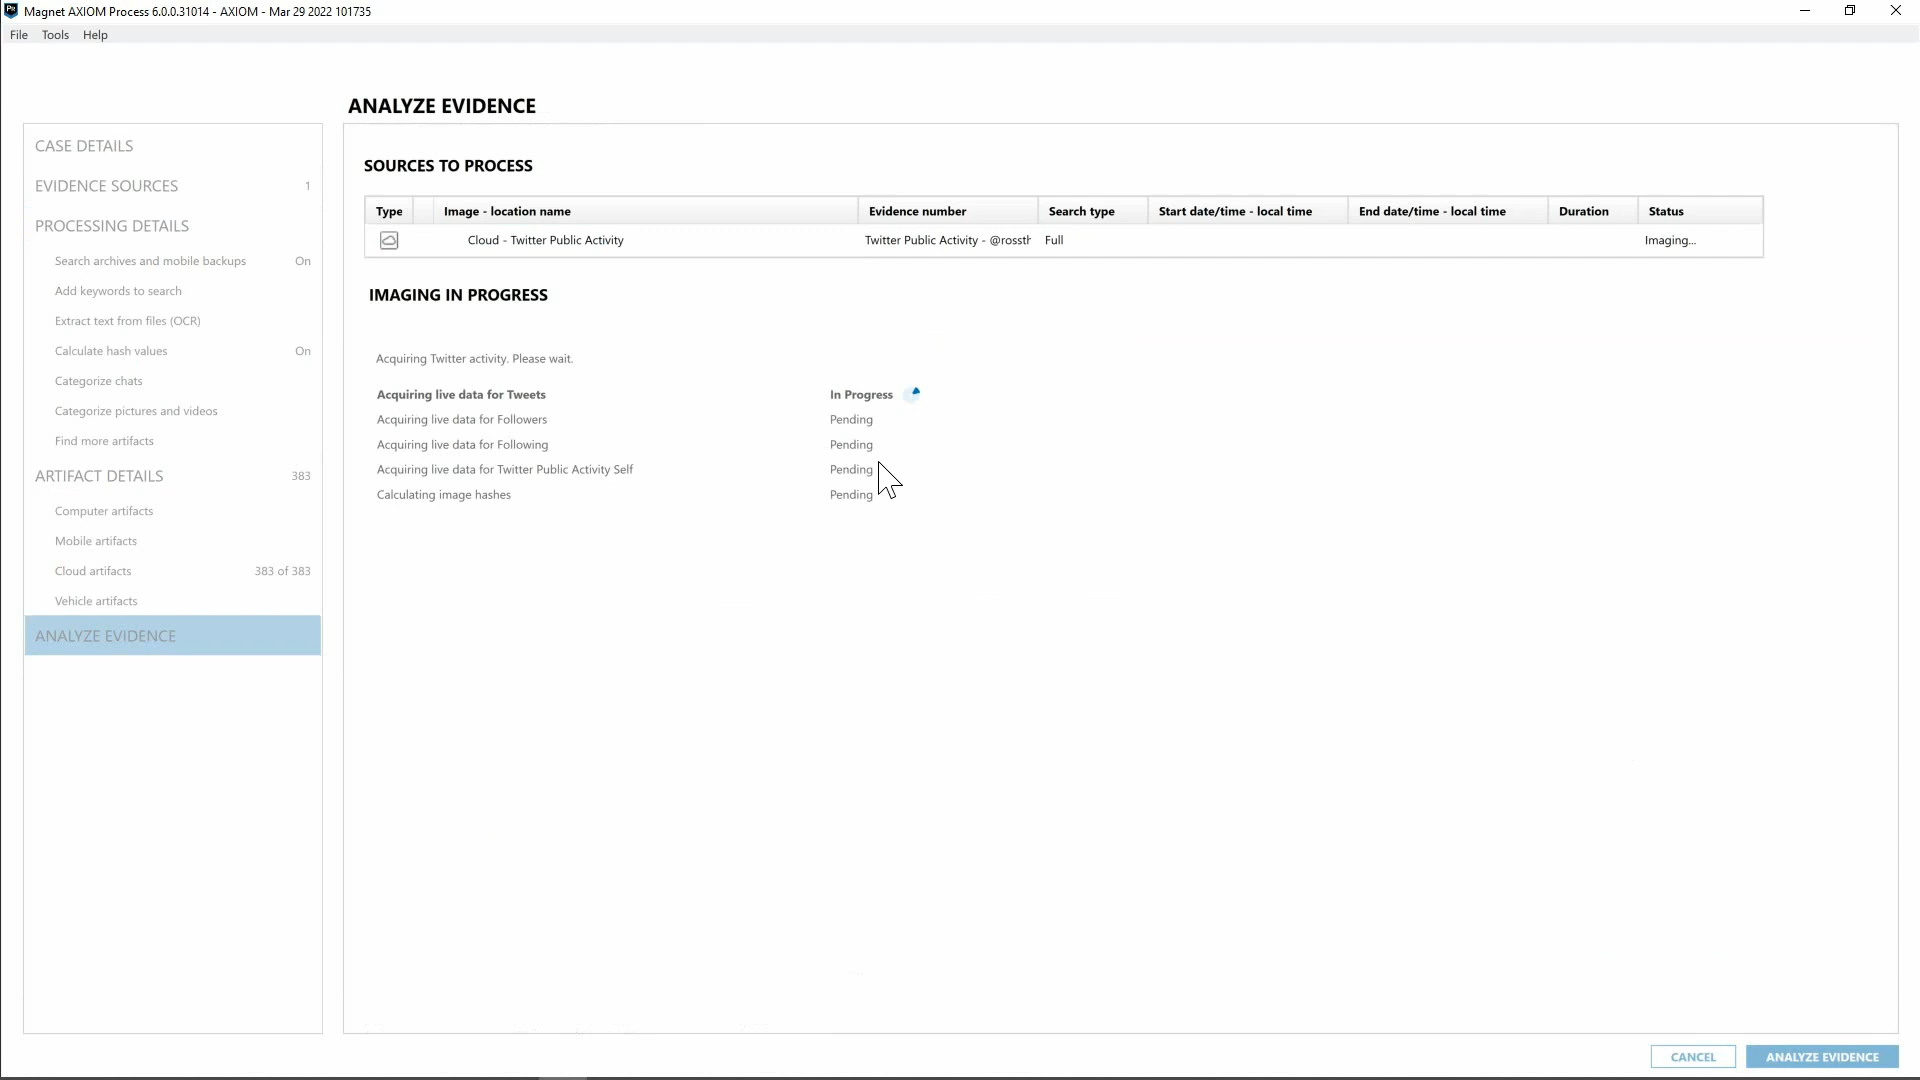 Magnet AXIOM Process 6.0.0.31014 - AXIOM - Mar 29 2022 101735
File Tools Help
ANALYZE EVIDENCE
CASE DETAILS
EVIDENCE SOURCES 1
PROCESSING DETAILS
Search archives and mobile backups On
Add keywords to search
Extract text from files (OCR)
Calculate hash values On
Categorize chats
Categorize pictures and videos
Find more artifacts
ARTIFACT DETAILS 383
Computer artifacts
Mobile artifacts
Cloud artifacts 383 of 383
Vehicle artifacts
ANALYZE EVIDENCE
SOURCES TO PROCESS
Type Image - location name Evidence number Search type Start date/time - local time End date/time - local time Duration Status
Cloud - Twitter Public Activity Twitter Public Activity - @rossth Full Imaging...
IMAGING IN PROGRESS
Acquiring Twitter activity. Please wait.
Acquiring live data for Tweets In Progress
Acquiring live data for Followers Pending
Acquiring live data for Following Pending
Acquiring live data for Twitter Public Activity Self Pending
Calculating image hashes Pending
CANCEL ANALYZE EVIDENCE